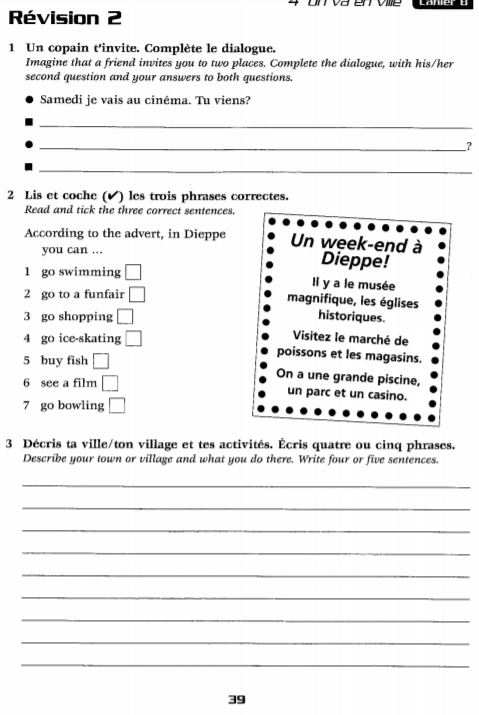 4 On va en ville Cahier B
Révision 2
1 Un copain t'invite. Complète le dialogue.
Imagine that a friend invites you to two places. Complete the dialogue, with his/her
second question and your answers to both questions.
● Samedi je vais au cinéma. Tu viens?
■
● ?
■
2 Lis et coche (✔) les trois phrases correctes.
Read and tick the three correct sentences.
According to the advert, in Dieppe
you can ...
1 go swimming
2 go to a funfair
3 go shopping
4 go ice-skating
5 buy fish
6 see a film
7 go bowling
Un week-end à
Dieppe!
Il y a le musée
magnifique, les églises
historiques.
Visitez le marché de
poissons et les magasins.
On a une grande piscine,
un parc et un casino.
3 Décris ta ville/ton village et tes activités. Écris quatre ou cinq phrases.
Describe your town or village and what you do there. Write four or five sentences.
39